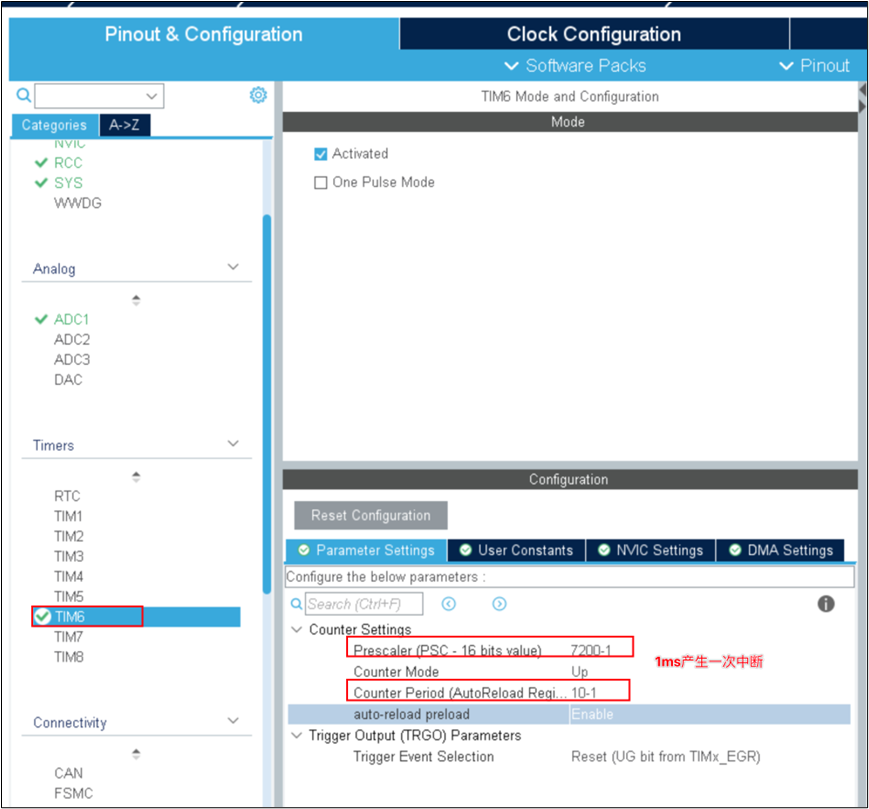 Pinout & Configuration
Clock Configuration
Software Packs
Pinout
Categories
A->Z
NVIC
RCC
SYS
WWDG
Analog
ADC1
ADC2
ADC3
DAC
Timers
RTC
TIM1
TIM2
TIM3
TIM4
TIM5
TIM6
TIM7
TIM8
Connectivity
CAN
FSMC
TIM6 Mode and Configuration
Mode
Activated
One Pulse Mode
Configuration
Reset Configuration
Parameter Settings
User Constants
NVIC Settings
DMA Settings
Configure the below parameters :
Search (Ctrl+F)
Counter Settings
Prescaler (PSC - 16 bits value) 7200-1
Counter Mode Up
Counter Period (AutoReload Regi... 10-1
auto-reload preload Enable
Trigger Output (TRGO) Parameters
Trigger Event Selection Reset (UG bit from TIMx_EGR)
1ms产生一次中断